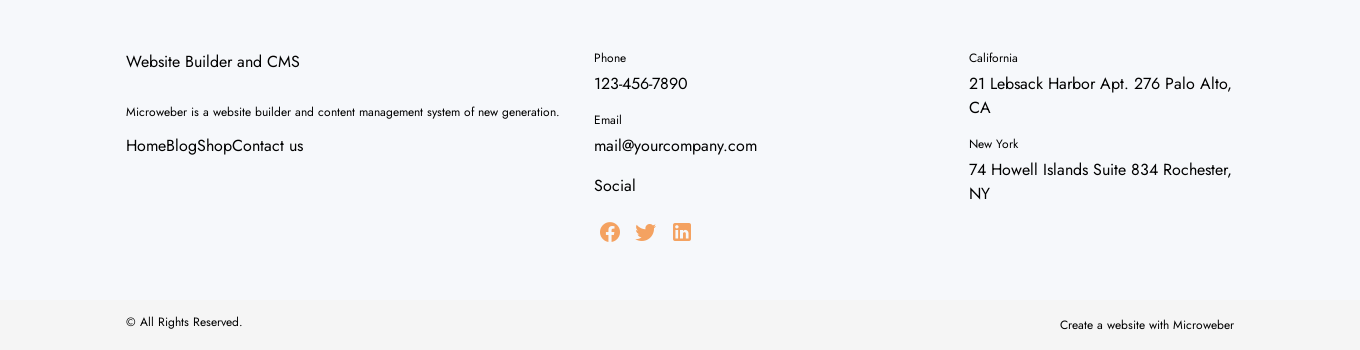 Website Builder and CMS
Microweber is a website builder and content management system of new generation.
HomeBlogShopContact us
Phone
123-456-7890
Email
mail@yourcompany.com
Social
California
21 Lebsack Harbor Apt. 276 Palo Alto,
CA
New York
74 Howell Islands Suite 834 Rochester,
NY
© All Rights Reserved.
Create a website with Microweber